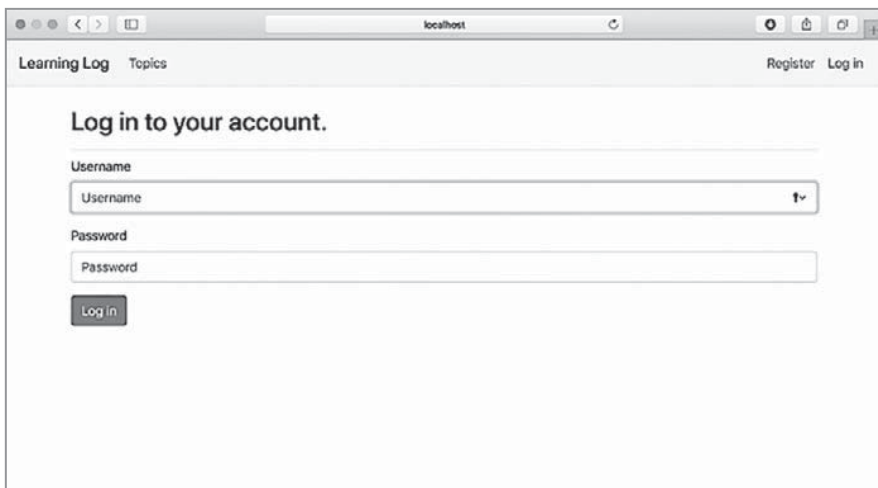 localhost
Learning Log Topics Register Log in
Log in to your account.
Username
Username
Password
Password
Log in